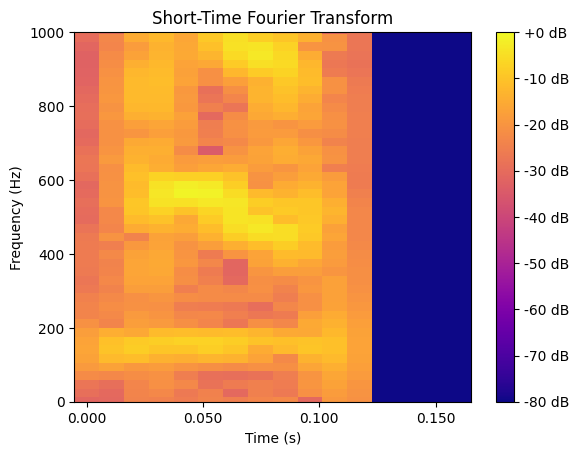 Short-Time Fourier Transform
1000
800
600
400
200
0
Frequency (Hz)
0.000
0.050
0.100
0.150
Time (s)
+0 dB
-10 dB
-20 dB
-30 dB
-40 dB
-50 dB
-60 dB
-70 dB
-80 dB